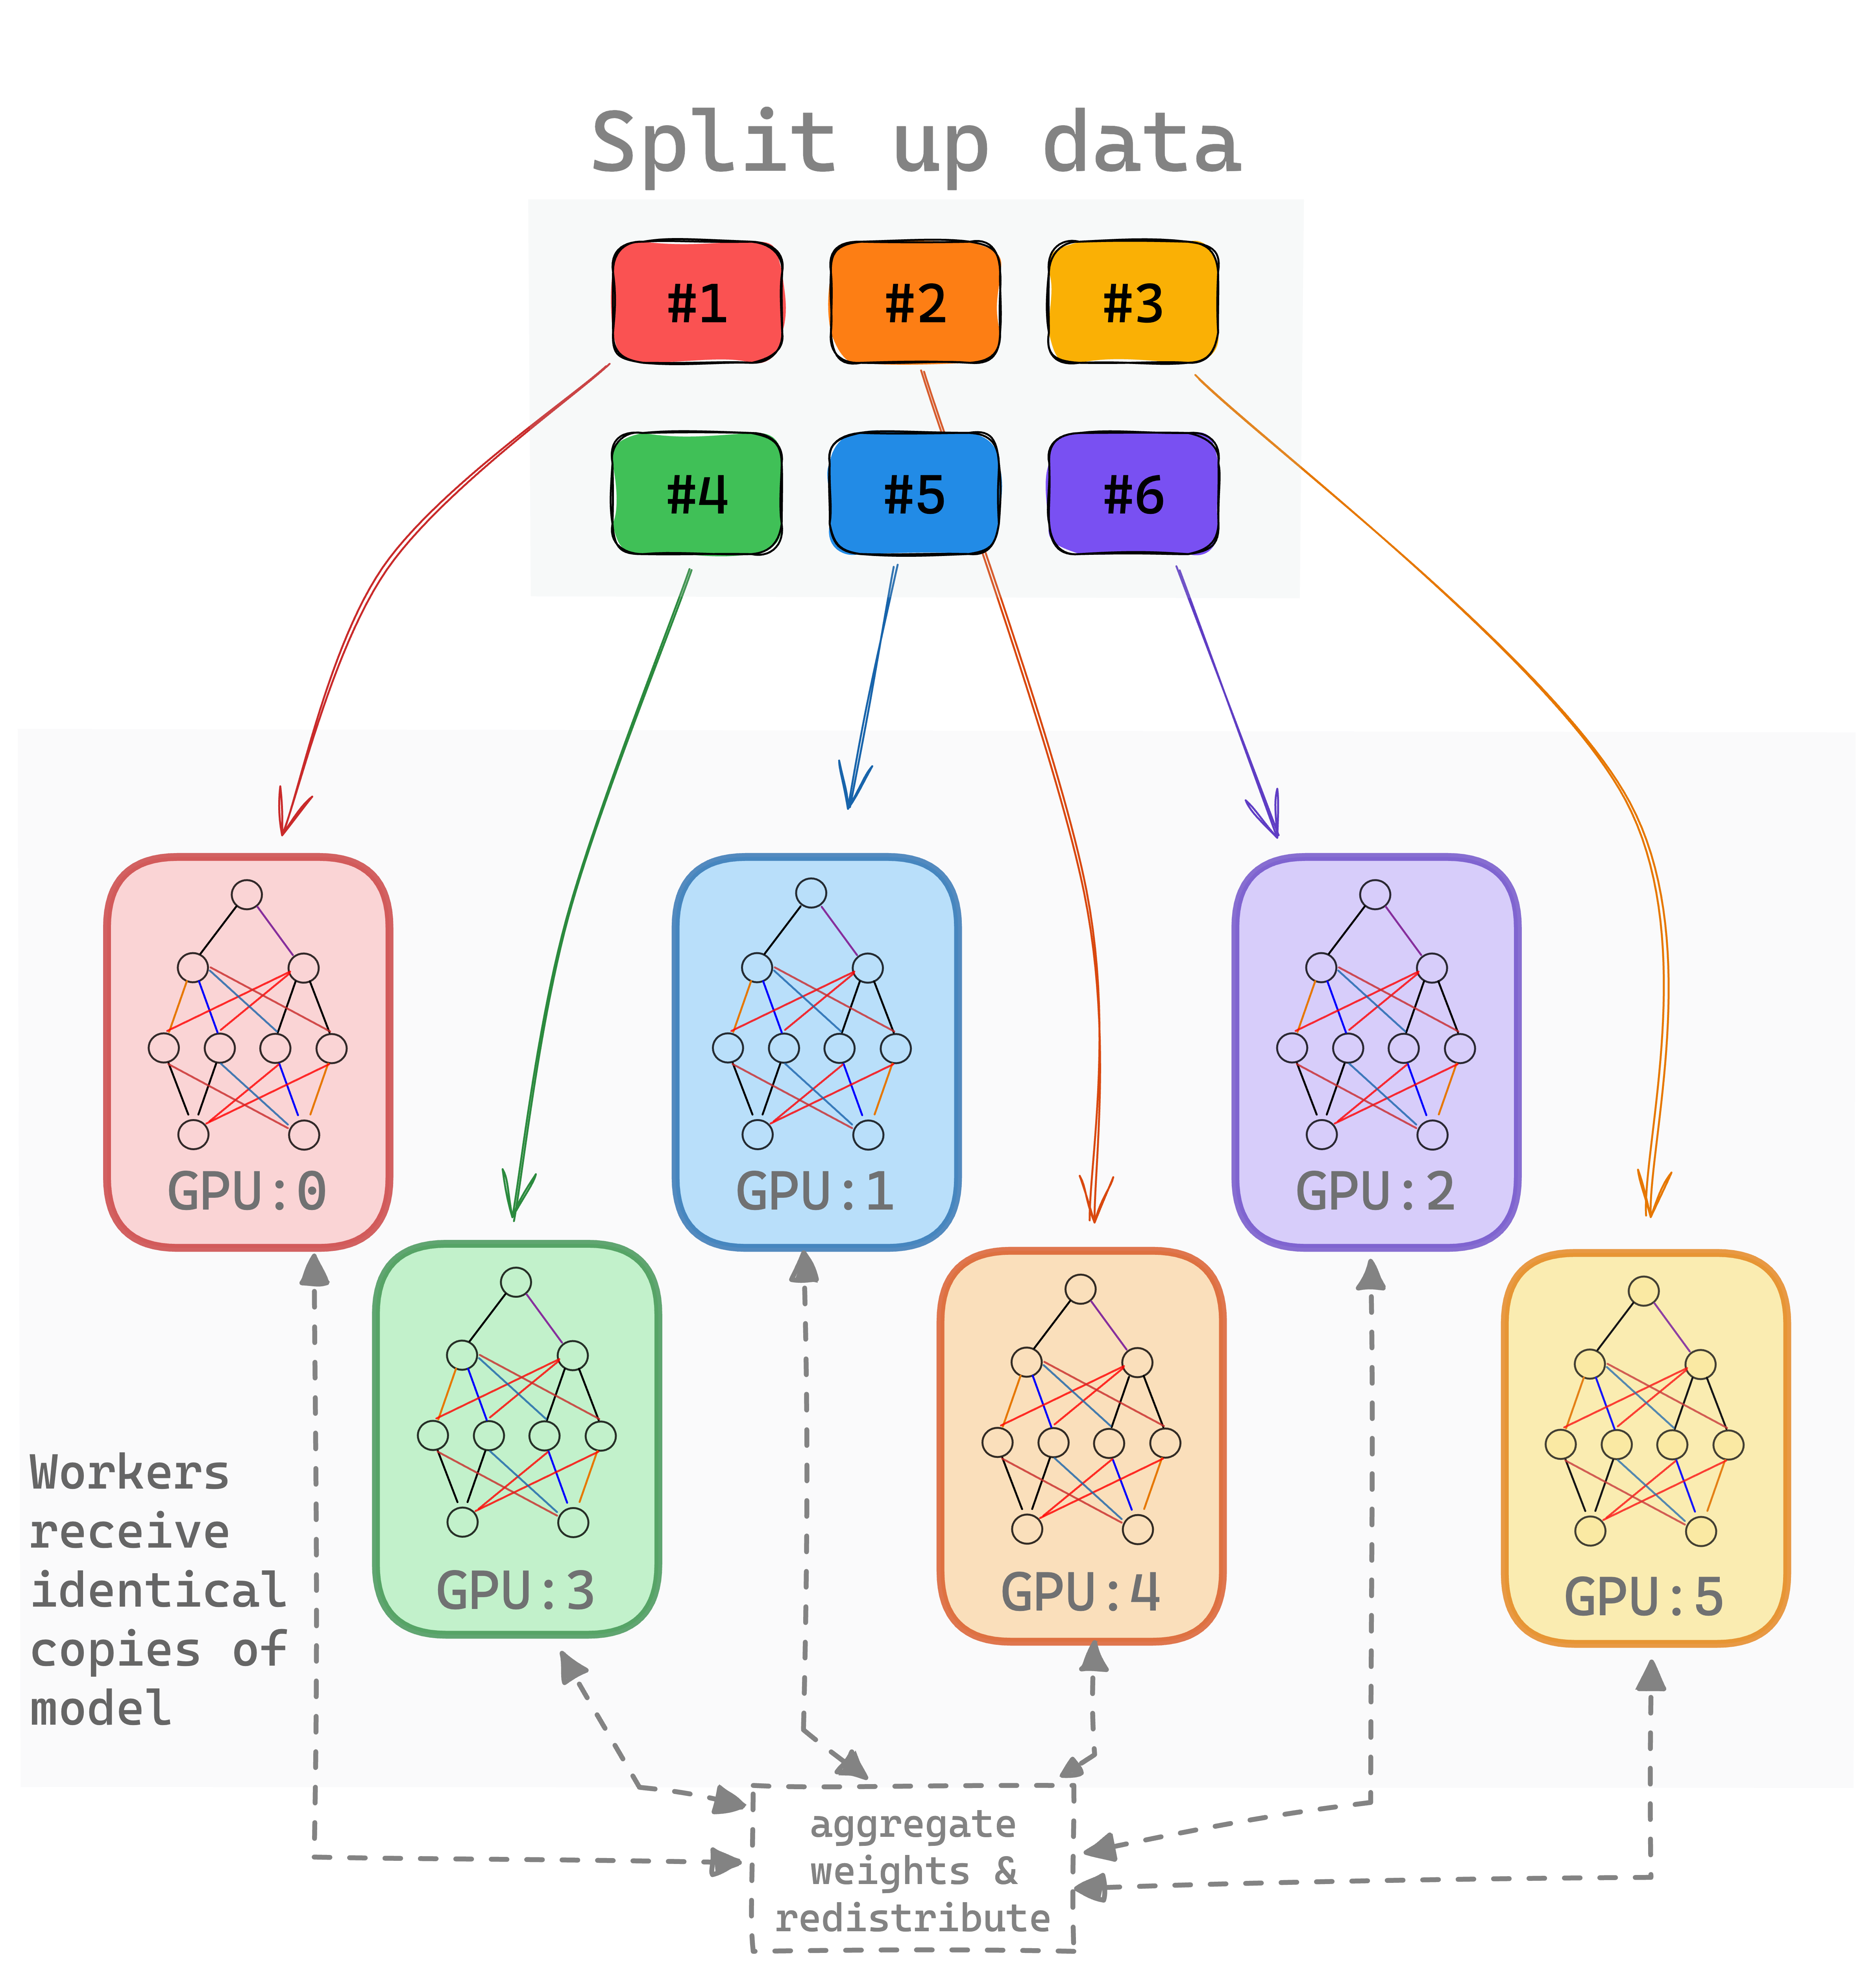 Split up data
#1 #2 #3
#4 #5 #6
GPU:0 GPU:1 GPU:2
GPU:3 GPU:4 GPU:5
Workers
receive
identical
copies of
model
aggregate
weights &
redistribute